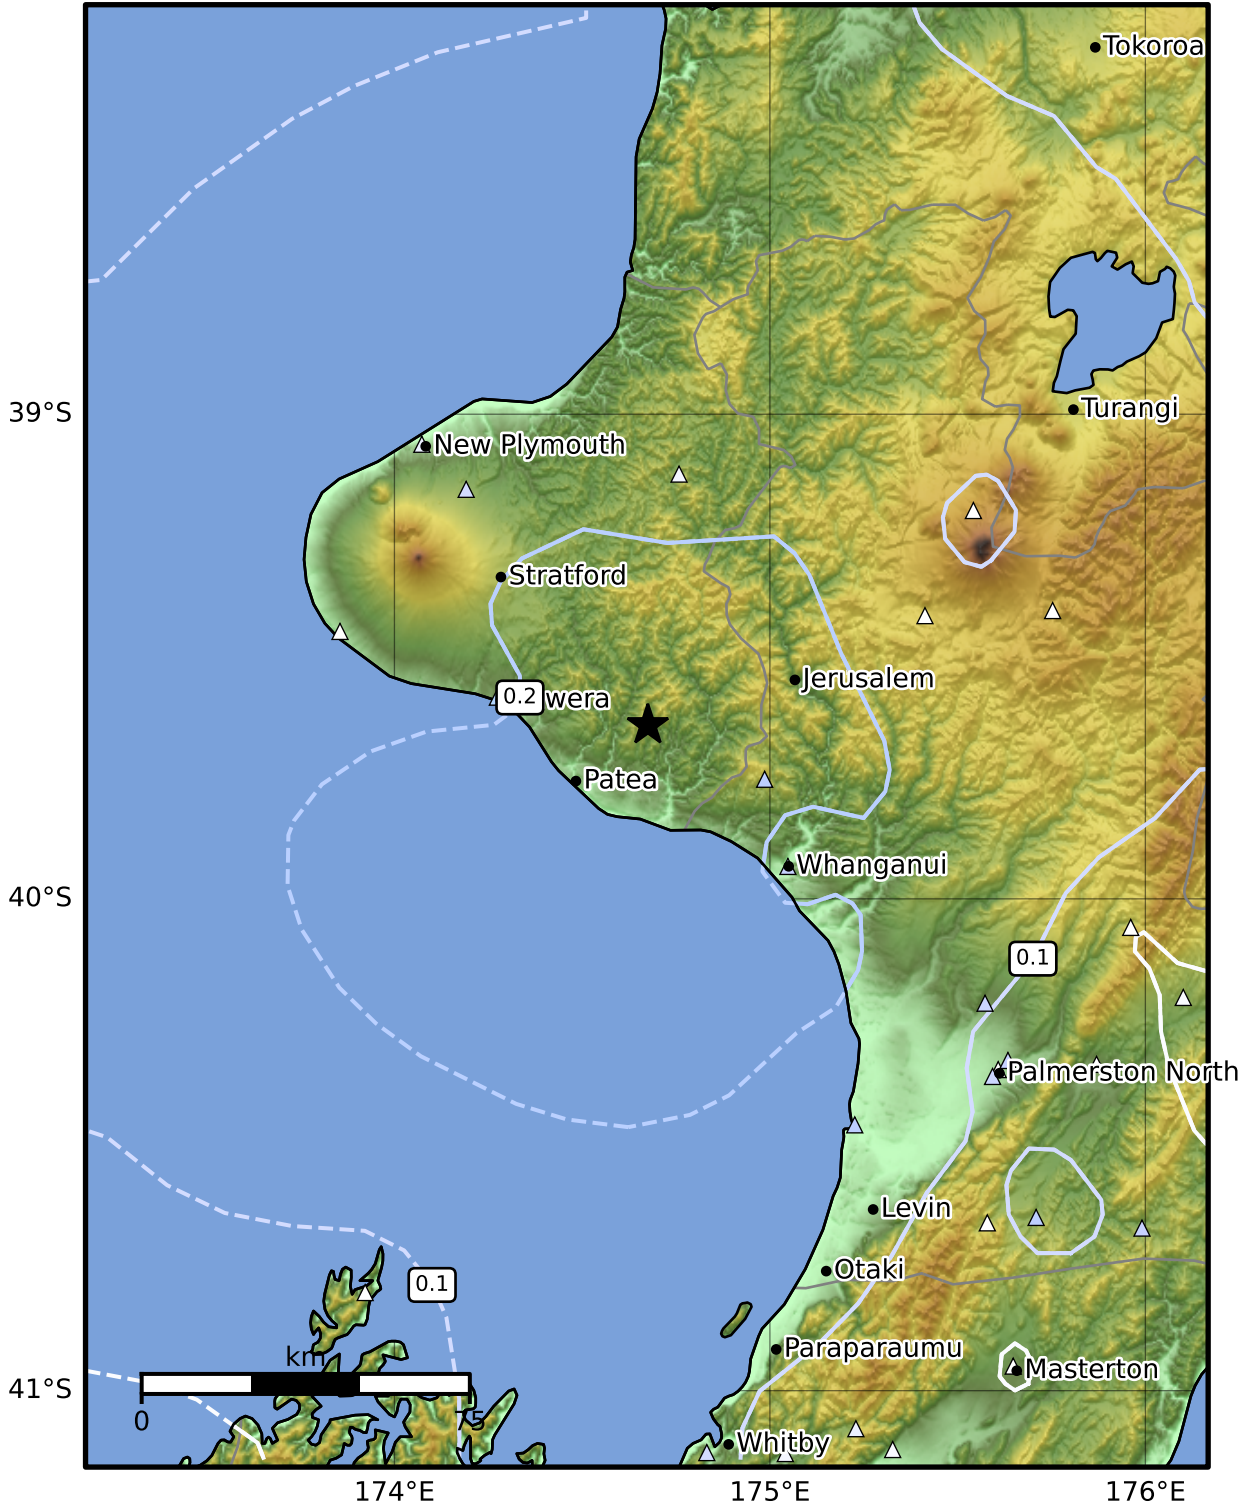 Tokoroa
39°S
Turangi
New Plymouth
Stratford
Jerusalem
0.2
wera
Patea
Whanganui
40°S
0.1
Palmerston North
Levin
Otaki
0.1
Paraparaumu
km
Masterton
41°S
0
75
Whitby
174°E
175°E
176°E